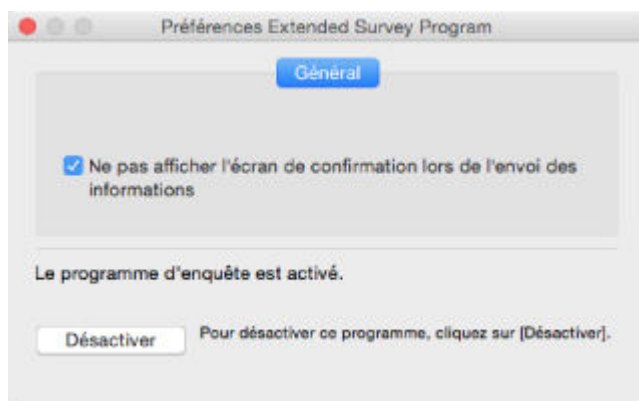 Préférences Extended Survey Program
Général
Ne pas afficher l'écran de confirmation lors de l'envoi des
informations
Le programme d'enquête est activé.
Désactiver
Pour désactiver ce programme, cliquez sur [Désactiver].